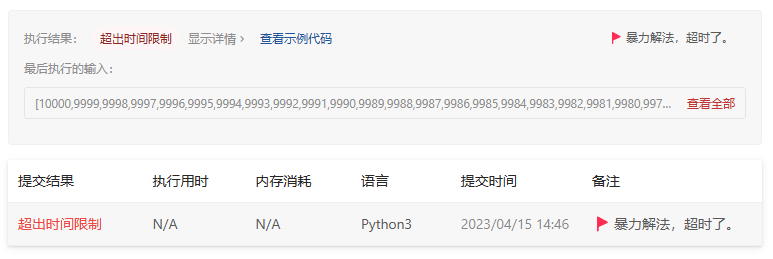 执行结果： 超出时间限制 显示详情 > 查看示例代码 暴力解法，超时了。
最后执行的输入：
[10000,9999,9998,9997,9996,9995,9994,9993,9992,9991,9990,9989,9988,9987,9986,9985,9984,9983,9982,9981,9980,997... 查看全部
提交结果 执行用时 内存消耗 语言 提交时间 备注
超出时间限制 N/A N/A Python3 2023/04/15 14:46 暴力解法，超时了。